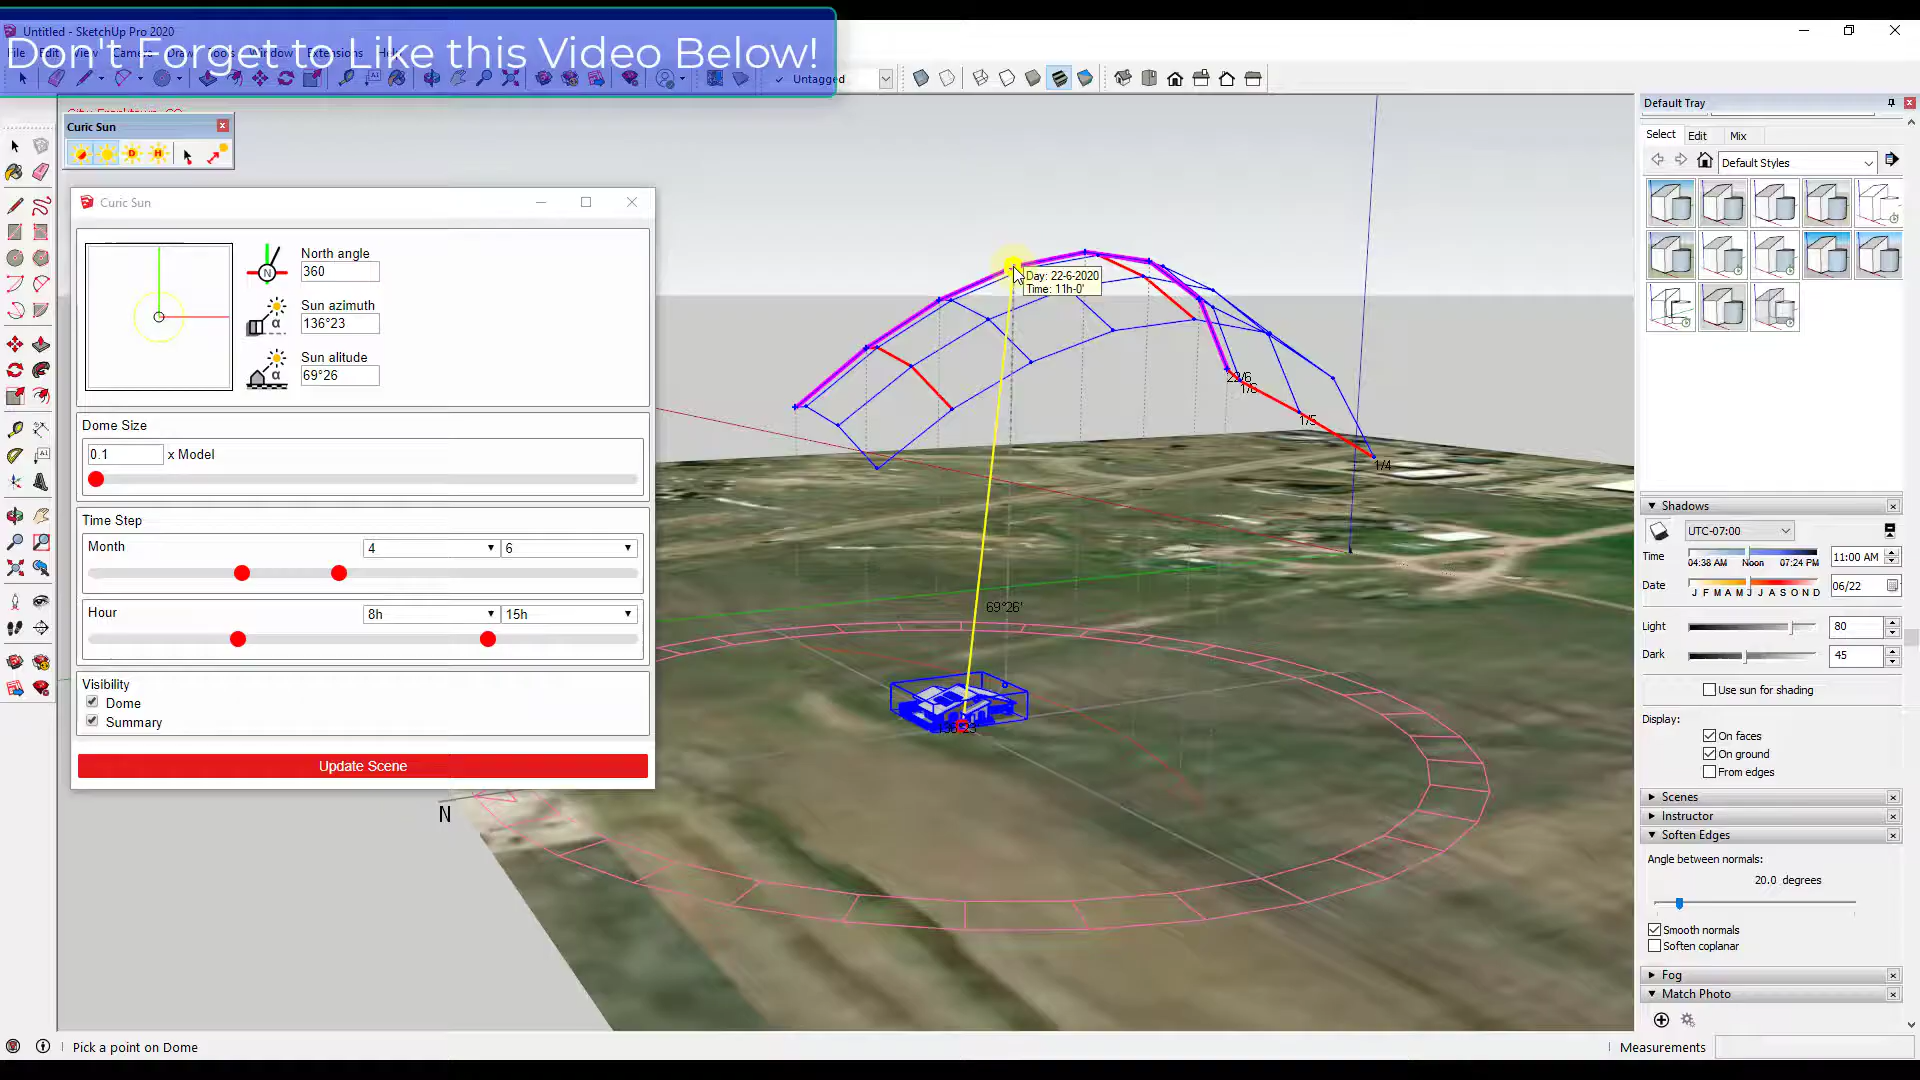 Don't Forget to Like this Video Below!
Untitled - SketchUp Pro 2020
Untagged
Curic Sun
Curic Sun
North angle
360
Sun azimuth
136°23
Sun alitude
69°26
Dome Size
0.1
x Model
Time Step
Month
4
6
Hour
8h
15h
Visibility
Dome
Summary
Update Scene
N
Day: 22-6-2020
Time: 11h-0'
22/6
1/6
1/5
1/4
69°26'
Default Tray
Select
Edit
Mix
Default Styles
Shadows
UTC-07:00
Time
04:38 AM
Noon
07:24 PM
11:00 AM
Date
J F M A M J J A S O N D
06/22
Light
80
Dark
45
Use sun for shading
Display:
On faces
On ground
From edges
Scenes
Instructor
Soften Edges
Angle between normals:
20.0 degrees
Smooth normals
Soften coplanar
Fog
Match Photo
Pick a point on Dome
Measurements